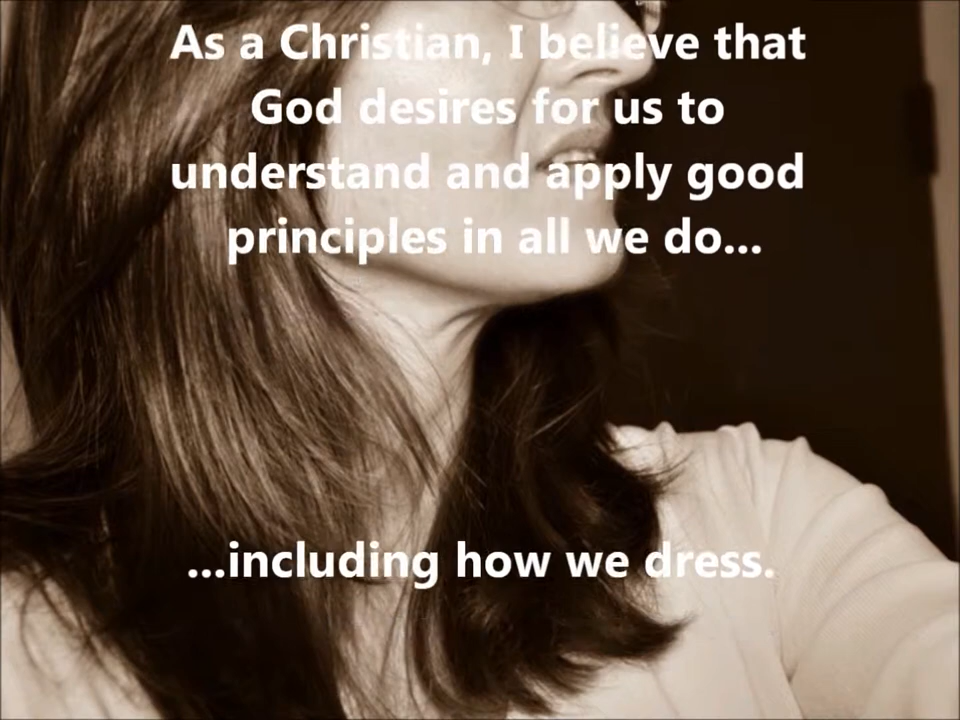 As a Christian, I believe that
God desires for us to
understand and apply good
principles in all we do...
...including how we dress.